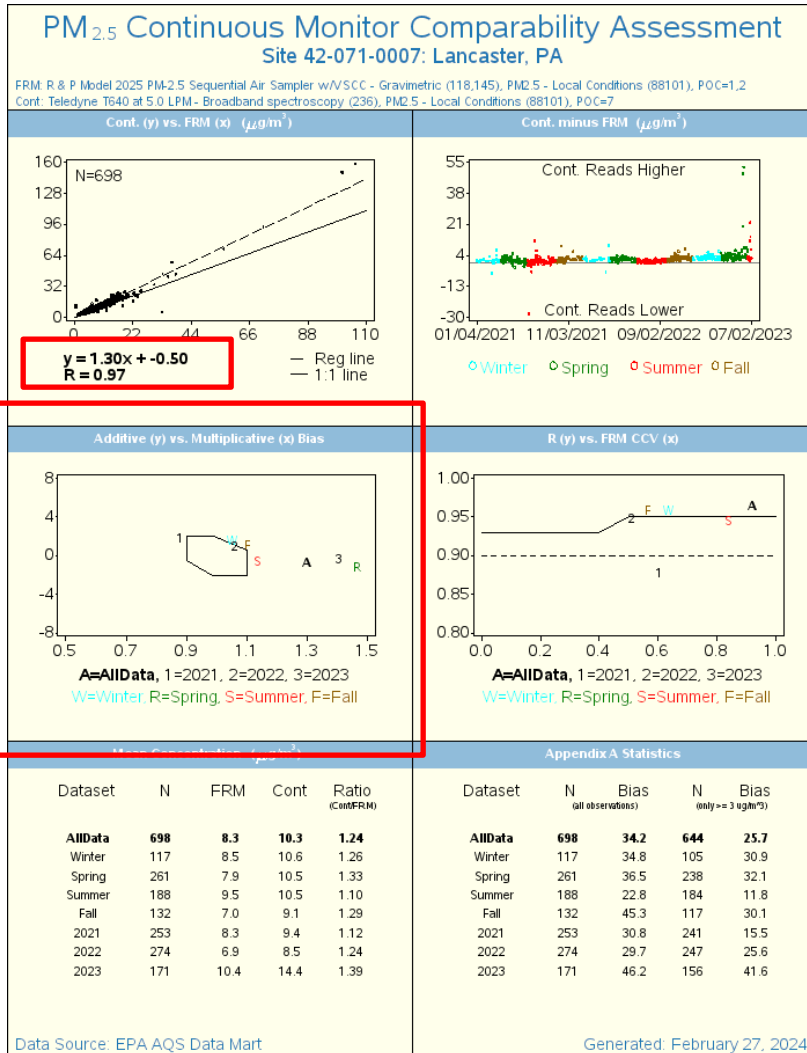 PM 2.5 Continuous Monitor Comparability Assessment
Site 42-071-0007: Lancaster, PA
FRM: R & P Model 2025 PM-2.5 Sequential Air Sampler w/VSCC - Gravimetric (118,145), PM2.5 - Local Conditions (88101), POC=1,2
Cont: Teledyne T640 at 5.0 LPM - Broadband spectroscopy (236), PM2.5 - Local Conditions (88101), POC=7
Cont. (y) vs. FRM (x) (μg/m³)
160
128
96
64
32
0
N=698
0 22 44 66 88 110
y = 1.30x + -0.50
R = 0.97
Reg line
1:1 line
Cont. minus FRM (μg/m³)
55
38
21
4
-13
-30
Cont. Reads Higher
Cont. Reads Lower
01/04/2021 11/03/2021 09/02/2022 07/02/2023
Winter Spring Summer Fall
Additive (y) vs. Multiplicative (x) Bias
8
4
0
-4
-8
1 W 2 F S A 3 R
0.5 0.7 0.9 1.1 1.3 1.5
A=AllData, 1=2021, 2=2022, 3=2023
W=Winter, R=Spring, S=Summer, F=Fall
R (y) vs. FRM CCV (x)
1.00
0.95
0.90
0.85
0.80
2 F W S A
1
0.0 0.2 0.4 0.6 0.8 1.0
A=AllData, 1=2021, 2=2022, 3=2023
W=Winter, R=Spring, S=Summer, F=Fall
Mean Concentration (μg/m³)
Dataset N FRM Cont Ratio
(Cont/FRM)
AllData 698 8.3 10.3 1.24
Winter 117 8.5 10.6 1.26
Spring 261 7.9 10.5 1.33
Summer 188 9.5 10.5 1.10
Fall 132 7.0 9.1 1.29
2021 253 8.3 9.4 1.12
2022 274 6.9 8.5 1.24
2023 171 10.4 14.4 1.39
Appendix A Statistics
Dataset N Bias N Bias
(all observations) (only >= 3 ug/m^3)
AllData 698 34.2 644 25.7
Winter 117 34.8 105 30.9
Spring 261 36.5 238 32.1
Summer 188 22.8 184 11.8
Fall 132 45.3 117 30.1
2021 253 30.8 241 15.5
2022 274 29.7 247 25.6
2023 171 46.2 156 41.6
Data Source: EPA AQS Data Mart
Generated: February 27, 2024